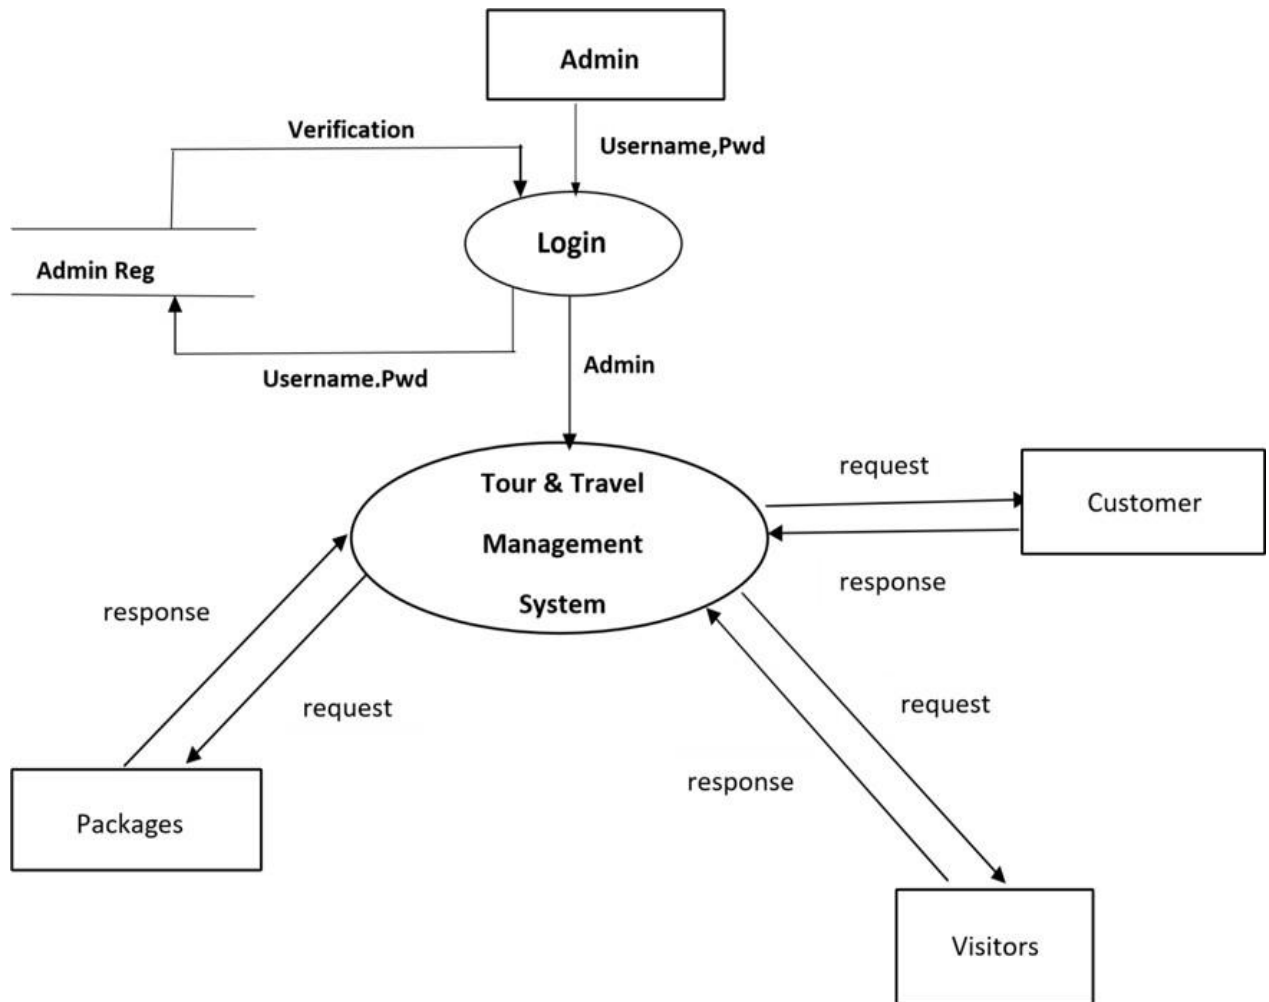 Admin
Verification
Username,Pwd
Login
Admin Reg
Username.Pwd
Admin
Tour & Travel
Management
System
request
Customer
response
response
request
request
response
Packages
Visitors